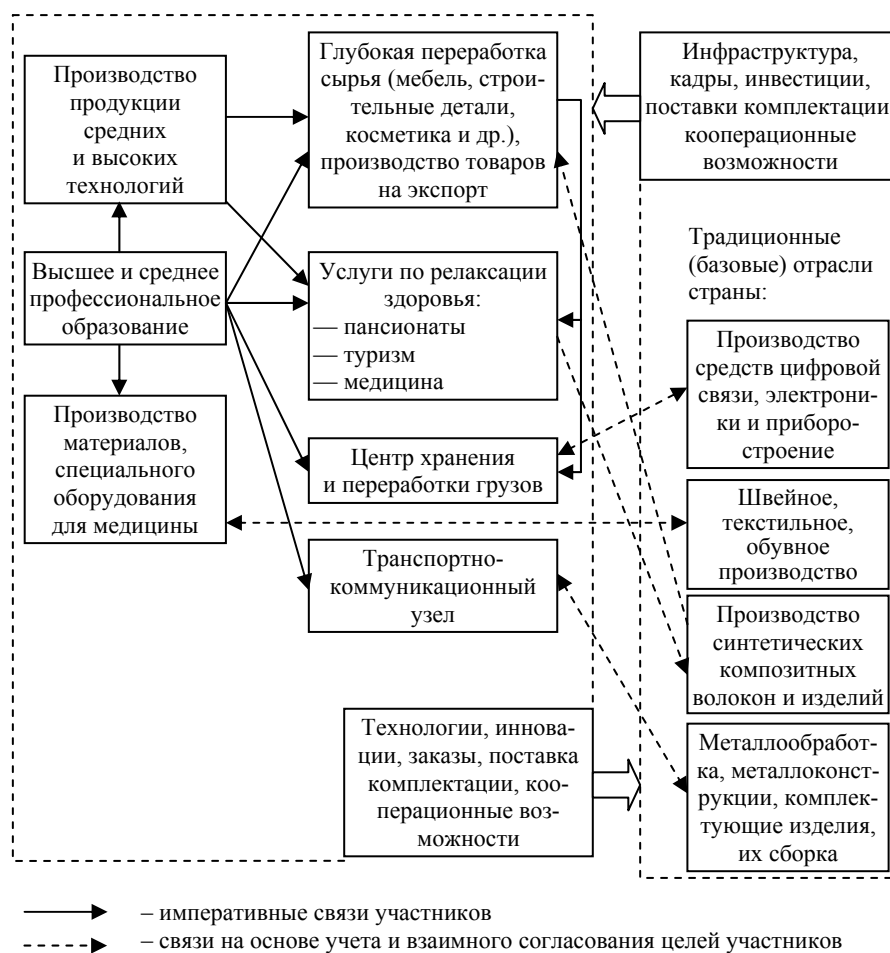 Производство
продукции
средних
и высоких
технологий
Высшее и среднее
профессиональное
образование
Производство
материалов,
специального
оборудования
для медицины
Глубокая переработка
сырья (мебель, строи-
тельные детали,
косметика и др.),
производство товаров
на экспорт
Услуги по релаксации
здоровья:
— пансионаты
— туризм
— медицина
Центр хранения
и переработки грузов
Транспортно-
коммуникационный
узел
Технологии, иннова-
ции, заказы, поставка
комплектации, коо-
перационные воз-
можности
Инфраструктура,
кадры, инвестиции,
поставки комплектации
кооперационные
возможности
Традиционные
(базовые) отрасли
страны:
Производство
средств цифровой
связи, электрони-
ки и приборо-
строение
Швейное,
текстильное,
обувное
производство
Производство
синтетических
композитных
волокон и изделий
Металлообработ-
ка, металлоконст-
рукции, комплек-
тующие изделия,
их сборка
– императивные связи участников
– связи на основе учета и взаимного согласования целей участников